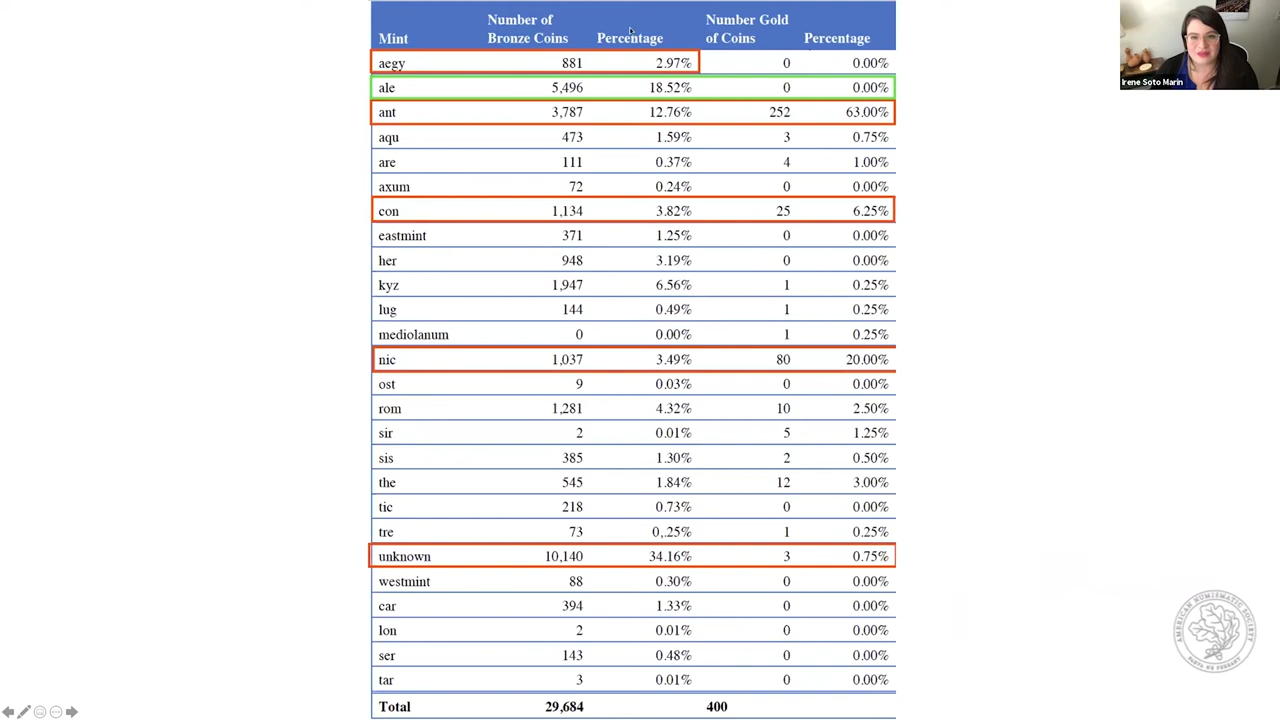 Mint Number of Bronze Coins Percentage Number Gold of Coins Percentage
aegy 881 2.97% 0 0.00%
ale 5,496 18.52% 0 0.00%
ant 3,787 12.76% 252 63.00%
aqu 473 1.59% 3 0.75%
are 111 0.37% 4 1.00%
axum 72 0.24% 0 0.00%
con 1,134 3.82% 25 6.25%
eastmint 371 1.25% 0 0.00%
her 948 3.19% 0 0.00%
kyz 1,947 6.56% 1 0.25%
lug 144 0.49% 1 0.25%
mediolanum 0 0.00% 1 0.25%
nic 1,037 3.49% 80 20.00%
ost 9 0.03% 0 0.00%
rom 1,281 4.32% 10 2.50%
sir 2 0.01% 5 1.25%
sis 385 1.30% 2 0.50%
the 545 1.84% 12 3.00%
tic 218 0.73% 0 0.00%
tre 73 0,.25% 1 0.25%
unknown 10,140 34.16% 3 0.75%
westmint 88 0.30% 0 0.00%
car 394 1.33% 0 0.00%
lon 2 0.01% 0 0.00%
ser 143 0.48% 0 0.00%
tar 3 0.01% 0 0.00%
Total 29,684 400
Irene Soto Marin
AMERICAN NUMISMATIC SOCIETY